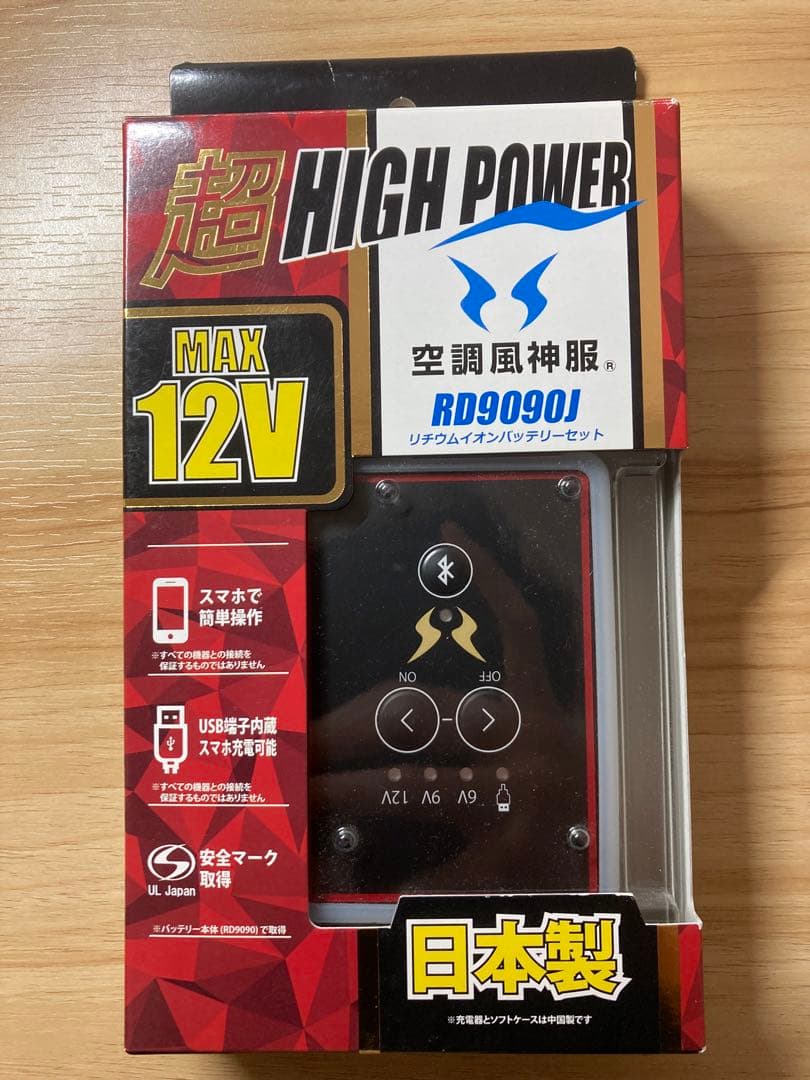 超HIGH POWER
空調風神服®
RD9090J
リチウムイオンバッテリーセット
MAX
12V
スマホで
簡単操作
※すべての機器との接続を
保証するものではありません
USB端子内蔵
スマホ充電可能
※すべての機器との接続を
保証するものではありません
UL Japan
安全マーク
取得
※バッテリー本体(RD9090)で取得
ON OFF
12V 9V 6V
日本製
※充電器とソフトケースは中国製です